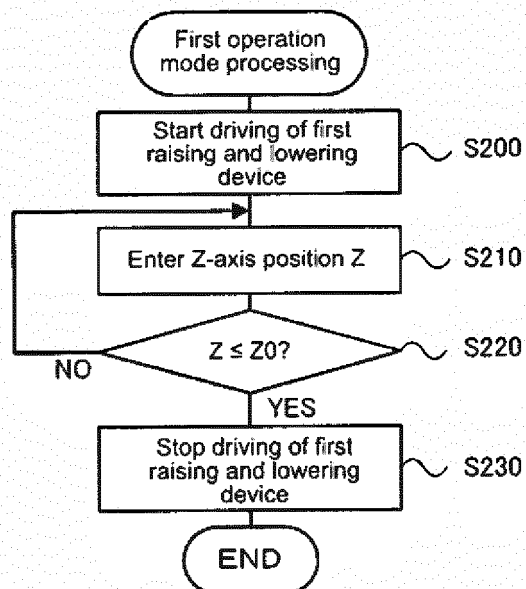 First operation
mode processing
Start driving of first
raising and lowering
device
S200
Enter Z-axis position Z
S210
Z ≤ Z0?
S220
NO
YES
Stop driving of first
raising and lowering
device
S230
END